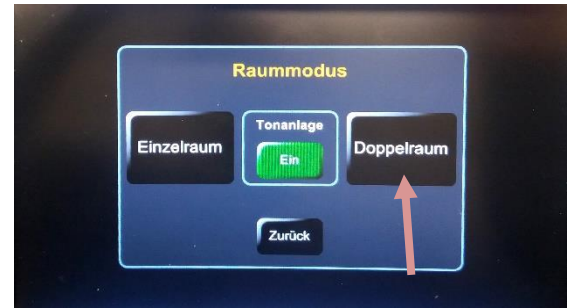 Raummodus
Einzelraum
Tonanlage
Ein
Doppelraum
Zurück